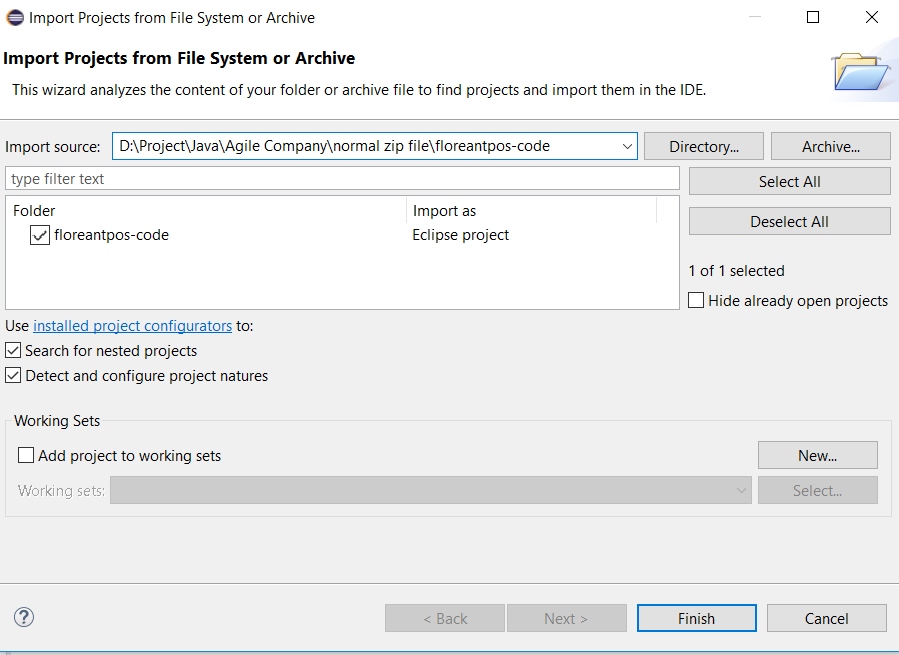 Import Projects from File System or Archive
Import Projects from File System or Archive
This wizard analyzes the content of your folder or archive file to find projects and import them in the IDE.
Import source: D:\Project\Java\Agile Company\normal zip file\floreantpos-code Directory... Archive...
type filter text Select All
Folder Import as
Deselect All
floreantpos-code Eclipse project
1 of 1 selected
Hide already open projects
Use installed project configurators to:
Search for nested projects
Detect and configure project natures
Working Sets
Add project to working sets New...
Working sets: Select...
? < Back Next > Finish Cancel